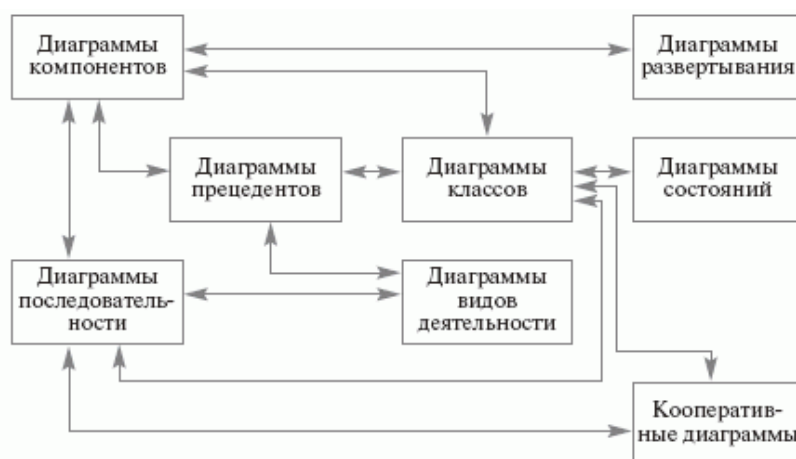 Диаграммы
компонентов
Диаграммы
развертывания
Диаграммы
прецедентов
Диаграммы
классов
Диаграммы
состояний
Диаграммы
последователь-
ности
Диаграммы
видов
деятельности
Кооператив-
ные диаграммы